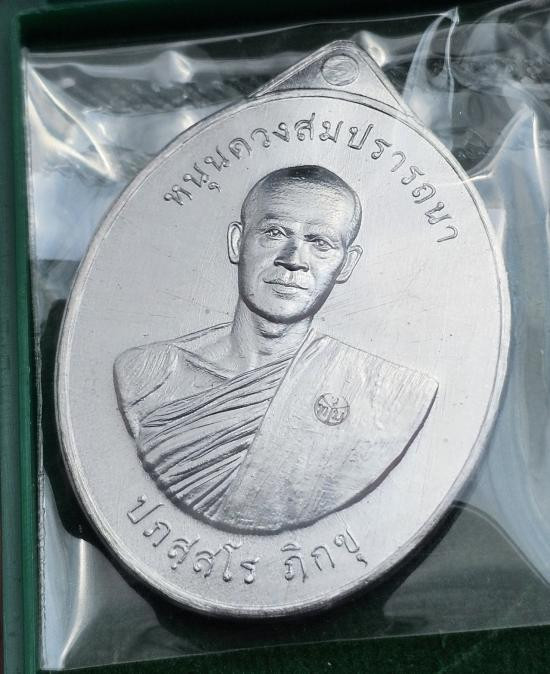 หนุนดวงสมปรารถนา
ปภสฺสโร ภิกขุ